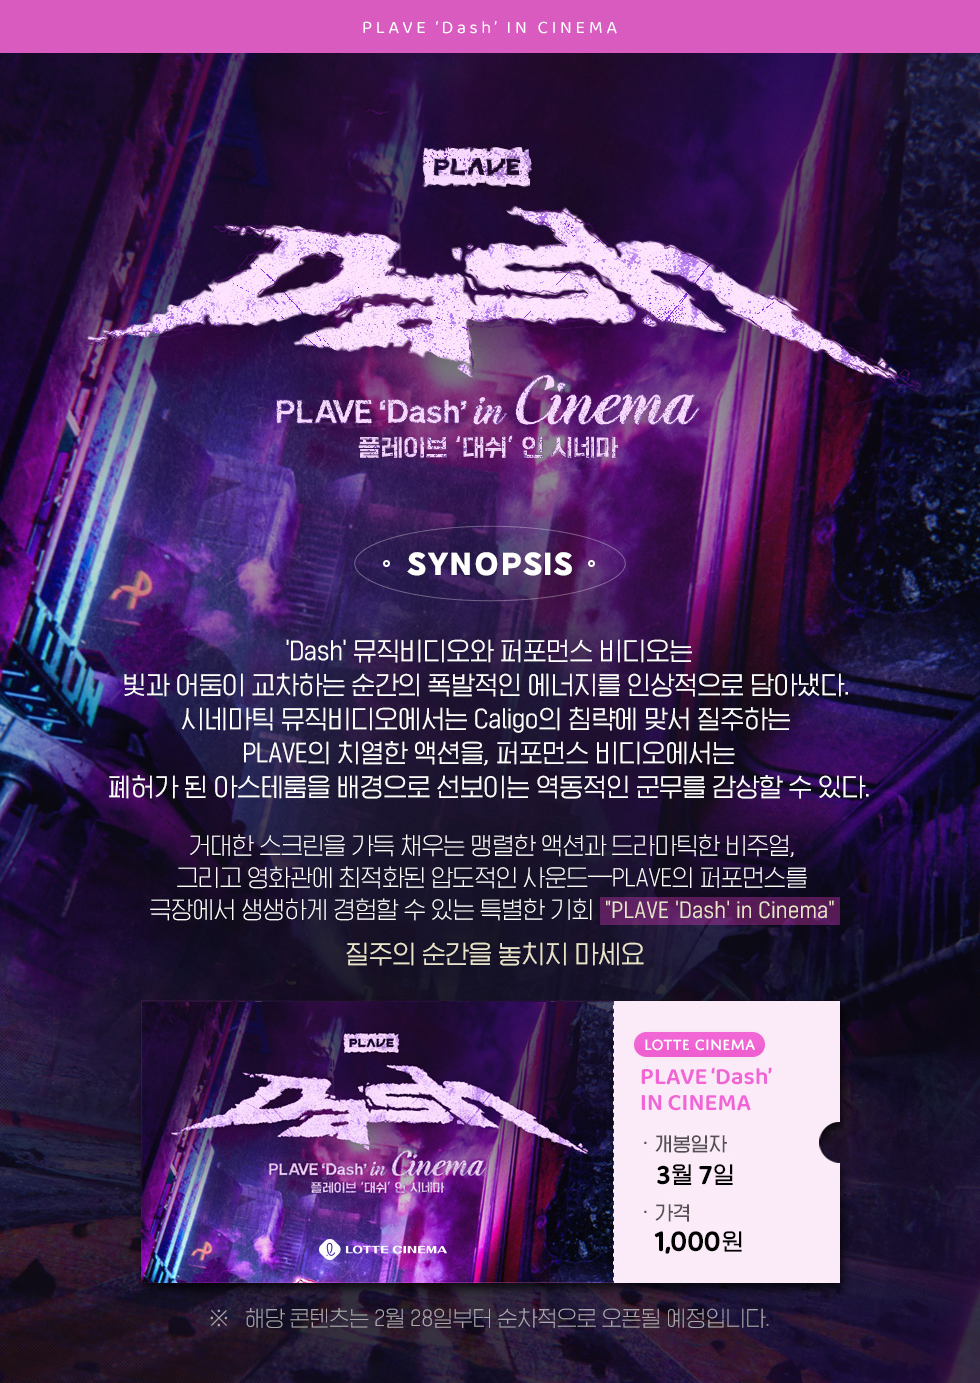 PLAVE ‘Dash’ IN CINEMA
PLAVE
Dash
PLAVE ‘Dash’ in Cinema
플레이브 ‘대쉬’ 인 시네마
SYNOPSIS
'Dash' 뮤직비디오와 퍼포먼스 비디오는
빛과 어둠이 교차하는 순간의 폭발적인 에너지를 인상적으로 담아냈다.
시네마틱 뮤직비디오에서는 Caligo의 침략에 맞서 질주하는
PLAVE의 치열한 액션을, 퍼포먼스 비디오에서는
폐허가 된 아스테룸을 배경으로 선보이는 역동적인 군무를 감상할 수 있다.
거대한 스크린을 가득 채우는 맹렬한 액션과 드라마틱한 비주얼,
그리고 영화관에 최적화된 압도적인 사운드—PLAVE의 퍼포먼스를
극장에서 생생하게 경험할 수 있는 특별한 기회 "PLAVE 'Dash' in Cinema"
질주의 순간을 놓치지 마세요
PLAVE
Dash
PLAVE ‘Dash’ in Cinema
플레이브 ‘대쉬’ 인 시네마
LOTTE CINEMA
LOTTE CINEMA
PLAVE ‘Dash’
IN CINEMA
· 개봉일자
3월 7일
· 가격
1,000원
※ 해당 콘텐츠는 2월 28일부터 순차적으로 오픈될 예정입니다.